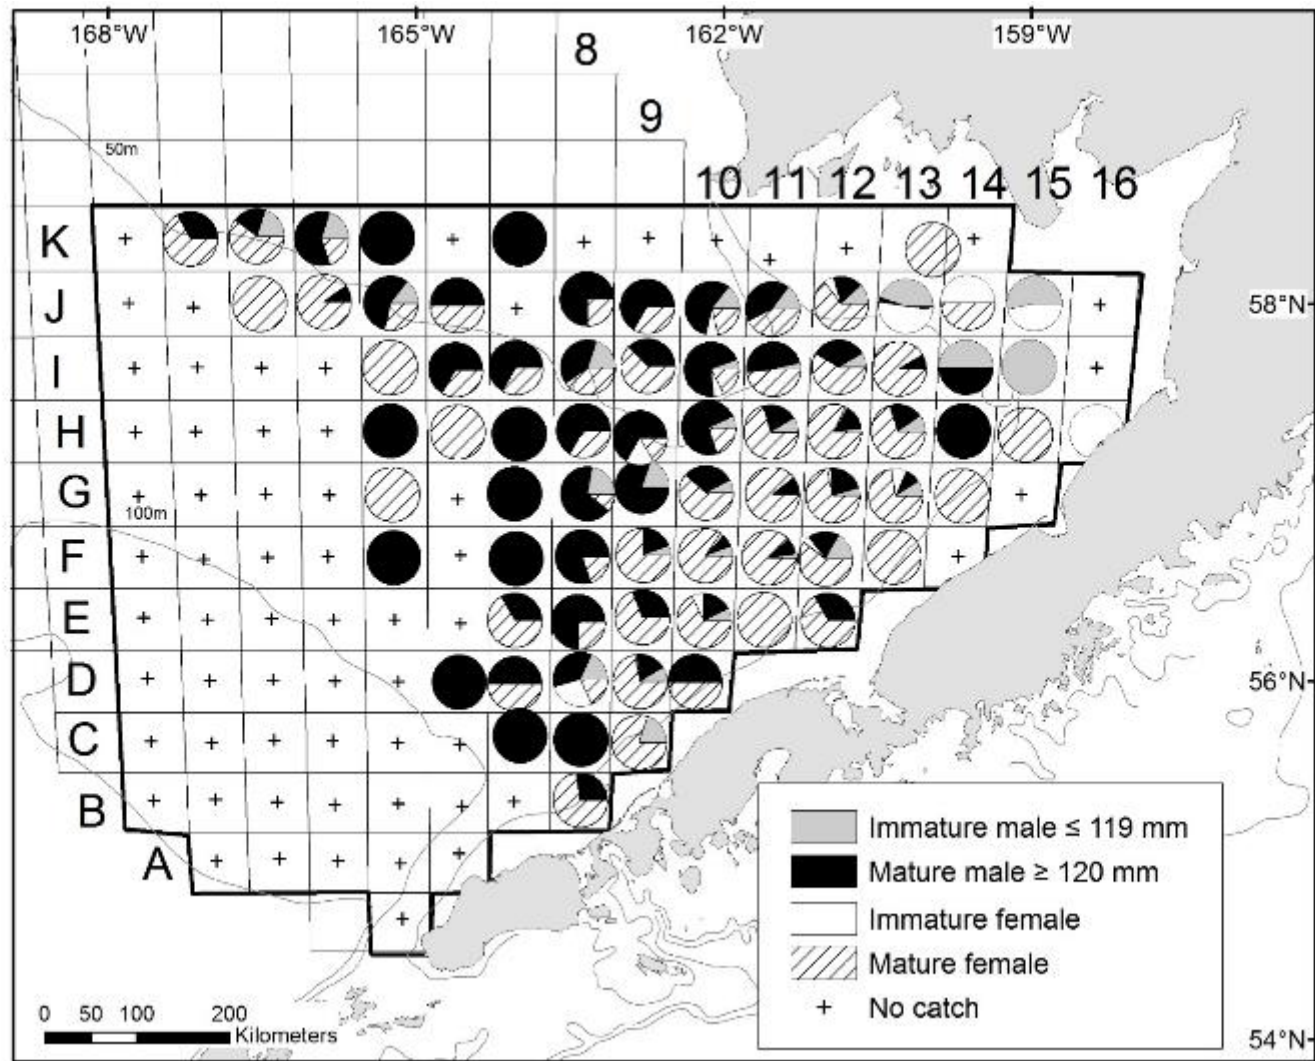 168°W 165°W 162°W 159°W
8
9
50m
10 11 12 13 14 15 16
K
J 58°N
I
H
G
100m
F
E
D 56°N
C
B
A
Immature male ≤ 119 mm
Mature male ≥ 120 mm
Immature female
Mature female
+ No catch
0 50 100 200
Kilometers
54°N